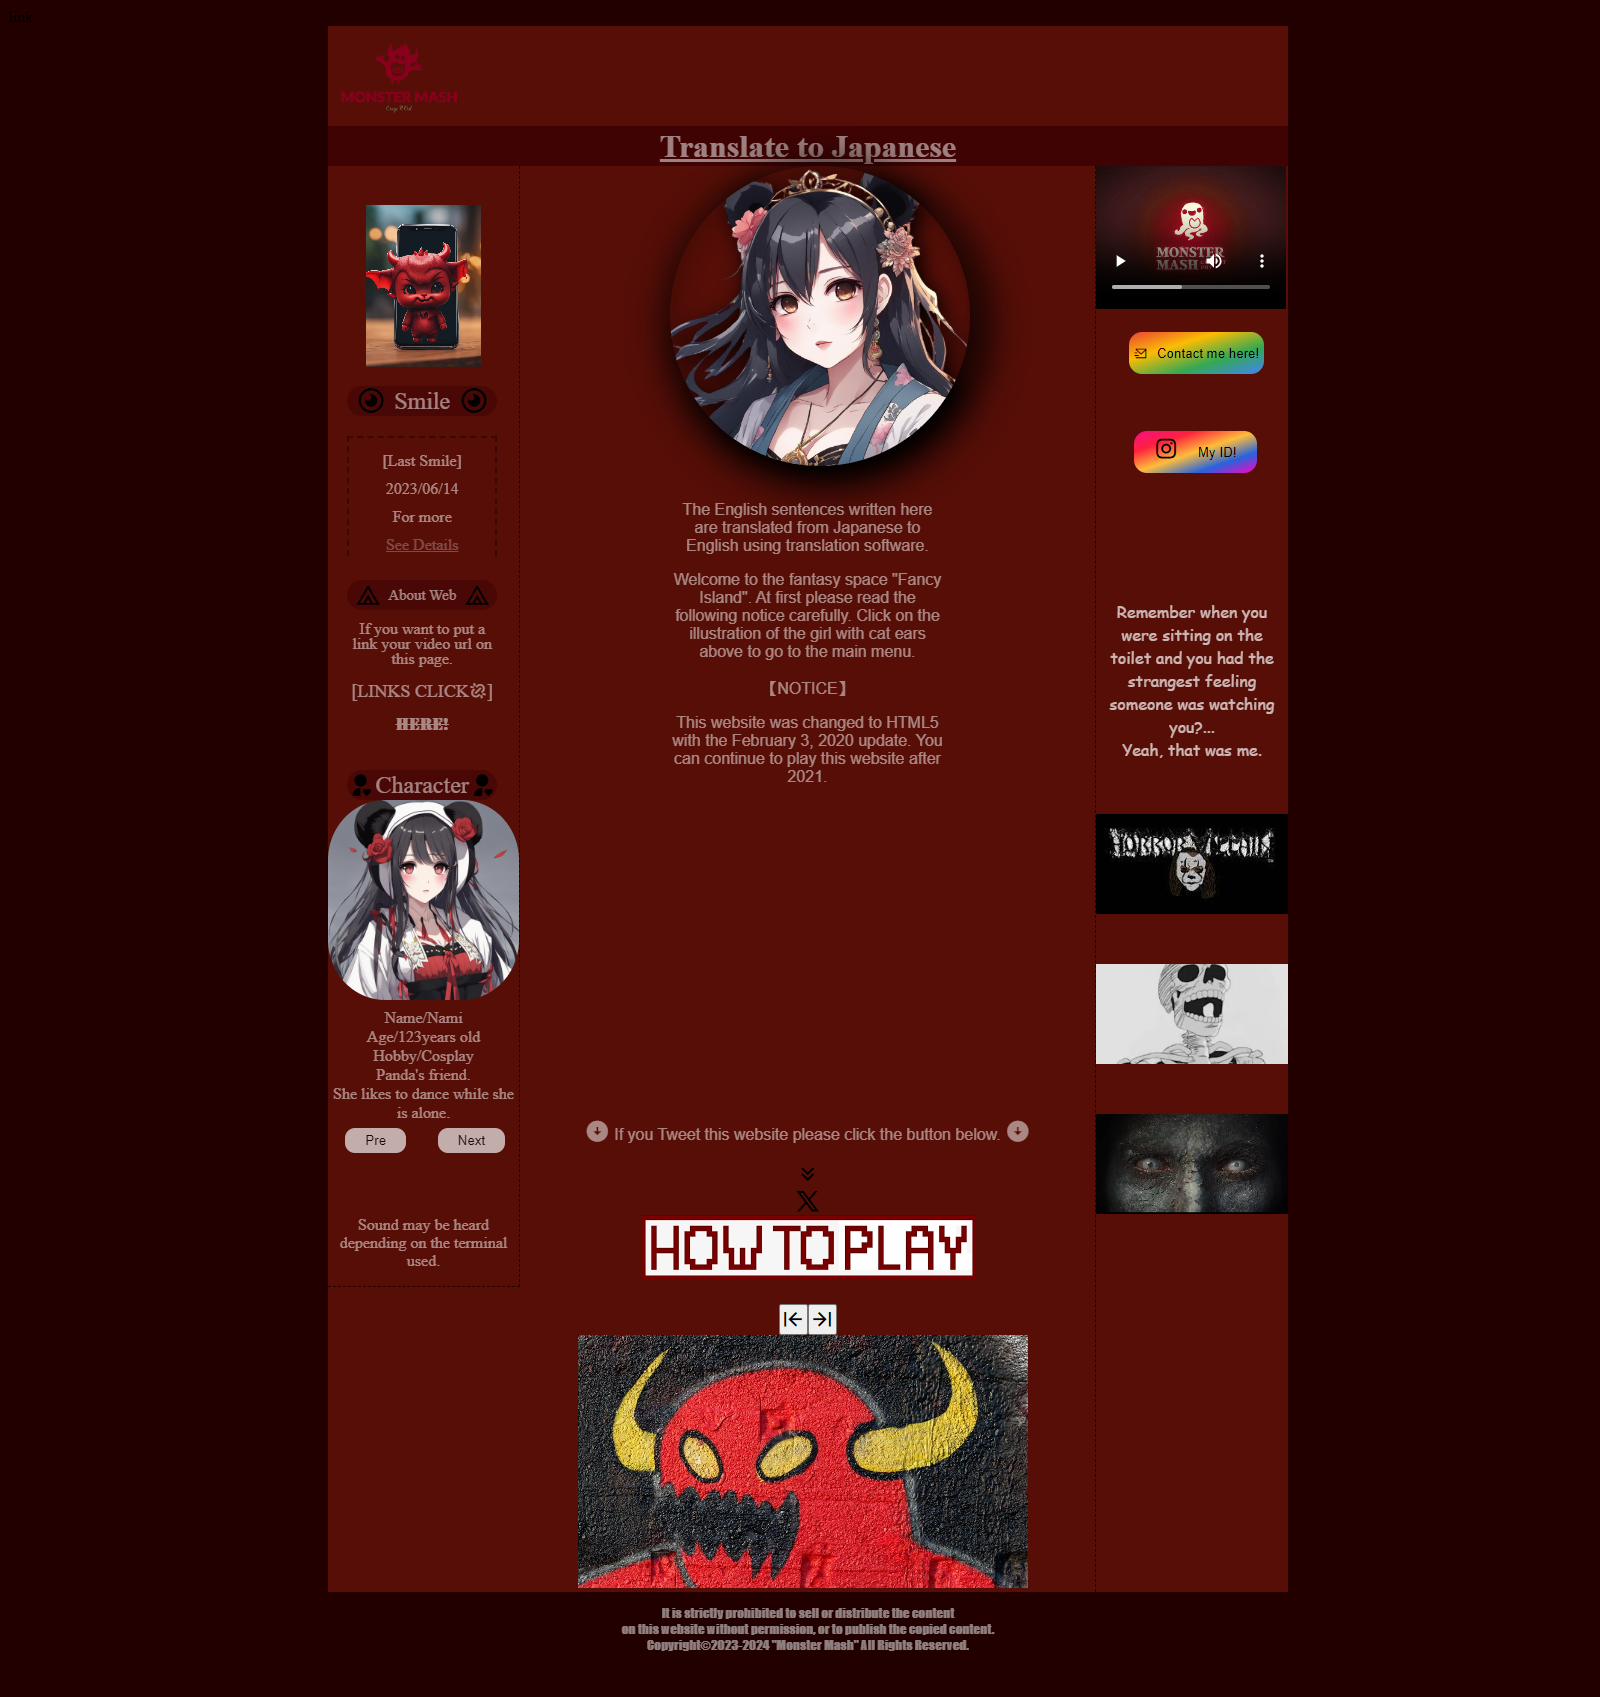 link
MONSTER MASH
Translate to Japanese
Smile
[Last Smile]
2023/06/14
For more
See Details
About Web
If you want to put a
link your video url on
this page.
[LINKS CLICK]
HERE!
Character
Name/Nami
Age/123years old
Hobby/Cosplay
Panda's friend.
She likes to dance while she
is alone.
Pre Next
Sound may be heard
depending on the terminal
used.
The English sentences written here
are translated from Japanese to
English using translation software.
Welcome to the fantasy space "Fancy
Island". At first please read the
following notice carefully. Click on the
illustration of the girl with cat ears
above to go to the main menu.
【NOTICE】
This website was changed to HTML5
with the February 3, 2020 update. You
can continue to play this website after
2021.
If you Tweet this website please click the button below.
HOW TO PLAY
MONSTER
MASH
Contact me here!
My ID!
Remember when you
were sitting on the
toilet and you had the
strangest feeling
someone was watching
you?...
Yeah, that was me.
HORROR VILLAIN
It is strictly prohibited to sell or distribute the content
on this website without permission, or to publish the copied content.
Copyright©2023-2024 "Monster Mash" All Rights Reserved.